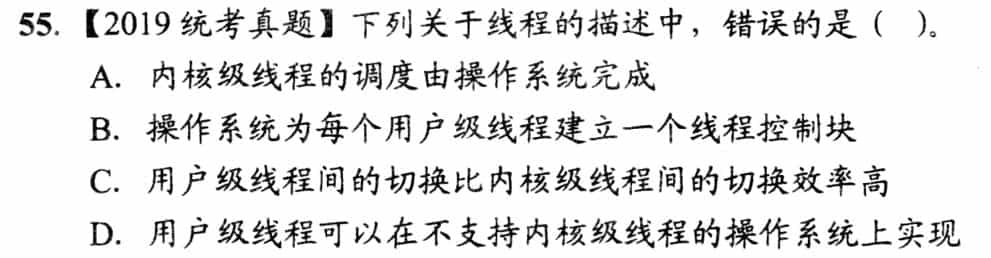 55. 【2019 统考真题】下列关于线程的描述中，错误的是（ ）。
A. 内核级线程的调度由操作系统完成
B. 操作系统为每个用户级线程建立一个线程控制块
C. 用户级线程间的切换比内核级线程间的切换效率高
D. 用户级线程可以在不支持内核级线程的操作系统上实现